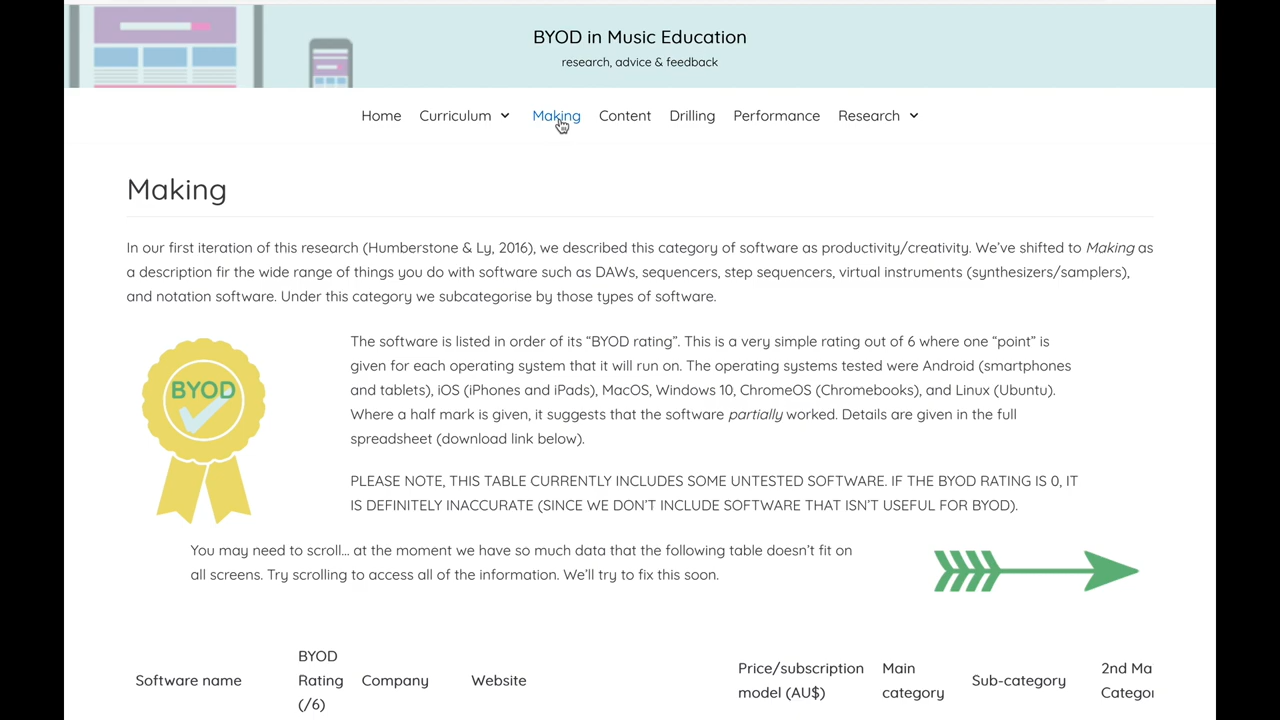 BYOD in Music Education
research, advice & feedback
Home Curriculum Making Content Drilling Performance Research
Making
In our first iteration of this research (Humberstone & Ly, 2016), we described this category of software as productivity/creativity. We've shifted to Making as
a description fir the wide range of things you do with software such as DAWs, sequencers, step sequencers, virtual instruments (synthesizers/samplers),
and notation software. Under this category we subcategorise by those types of software.
BYOD
The software is listed in order of its “BYOD rating”. This is a very simple rating out of 6 where one “point” is
given for each operating system that it will run on. The operating systems tested were Android (smartphones
and tablets), iOS (iPhones and iPads), MacOS, Windows 10, ChromeOS (Chromebooks), and Linux (Ubuntu).
Where a half mark is given, it suggests that the software partially worked. Details are given in the full
spreadsheet (download link below).
PLEASE NOTE, THIS TABLE CURRENTLY INCLUDES SOME UNTESTED SOFTWARE. IF THE BYOD RATING IS 0, IT
IS DEFINITELY INACCURATE (SINCE WE DON'T INCLUDE SOFTWARE THAT ISN'T USEFUL FOR BYOD).
You may need to scroll... at the moment we have so much data that the following table doesn't fit on
all screens. Try scrolling to access all of the information. We'll try to fix this soon.
Software name
BYOD
Rating
(/6)
Company
Website
Price/subscription
model (AU$)
Main
category
Sub-category
2nd Ma
Categor